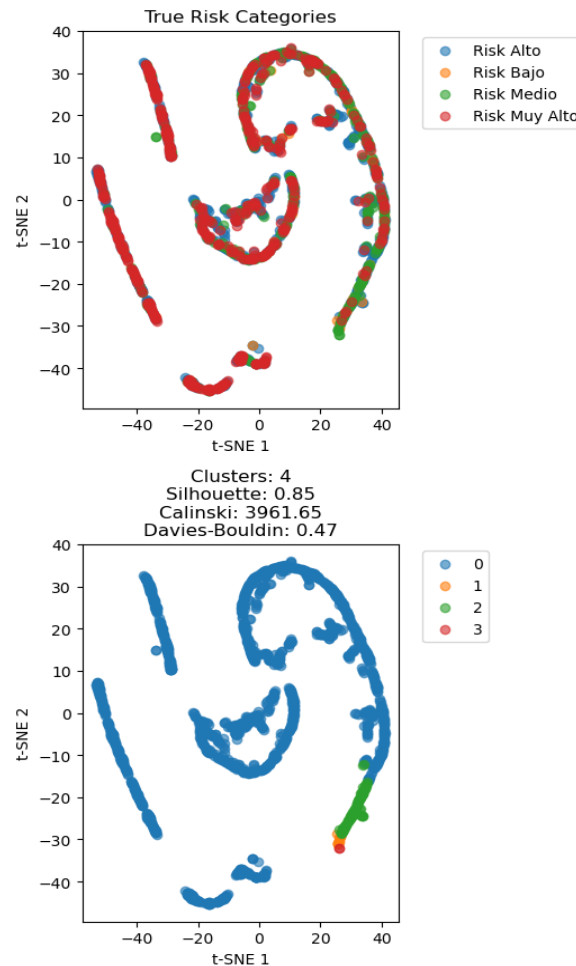 True Risk Categories
40
30
20
10
0
−10
−20
−30
−40
t-SNE 2
−40 −20 0 20 40
t-SNE 1
Risk Alto
Risk Bajo
Risk Medio
Risk Muy Alto
Clusters: 4
Silhouette: 0.85
Calinski: 3961.65
Davies-Bouldin: 0.47
40
30
20
10
0
−10
−20
−30
−40
t-SNE 2
−40 −20 0 20 40
t-SNE 1
0
1
2
3